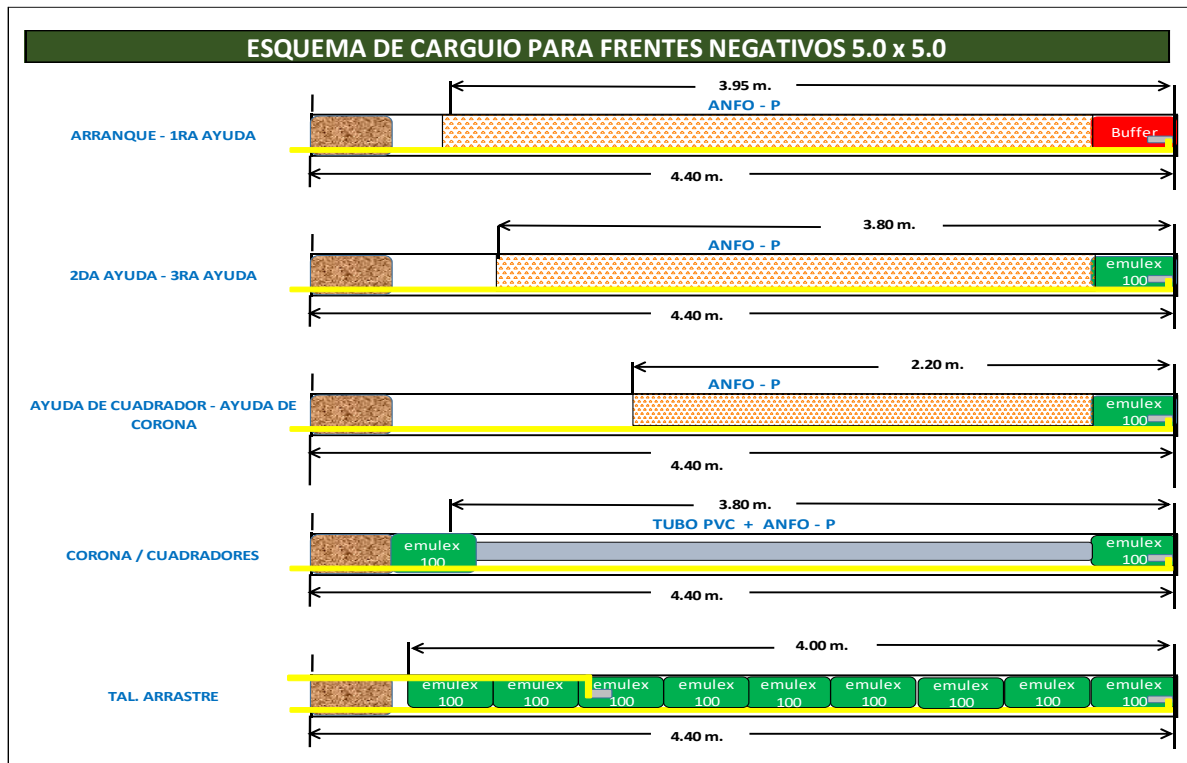 ESQUEMA DE CARGUIO PARA FRENTES NEGATIVOS 5.0 x 5.0
3.95 m.
ANFO - P
ARRANQUE - 1RA AYUDA
Buffer
4.40 m.
3.80 m.
ANFO - P
2DA AYUDA - 3RA AYUDA
emulex
100
4.40 m.
2.20 m.
ANFO - P
AYUDA DE CUADRADOR - AYUDA DE
CORONA
emulex
100
4.40 m.
3.80 m.
TUBO PVC + ANFO - P
CORONA / CUADRADORES
emulex
100
emulex
100
4.40 m.
4.00 m.
TAL. ARRASTRE
emulex emulex emulex emulex emulex emulex emulex emulex emulex
100 100 100 100 100 100 100 100 100
4.40 m.